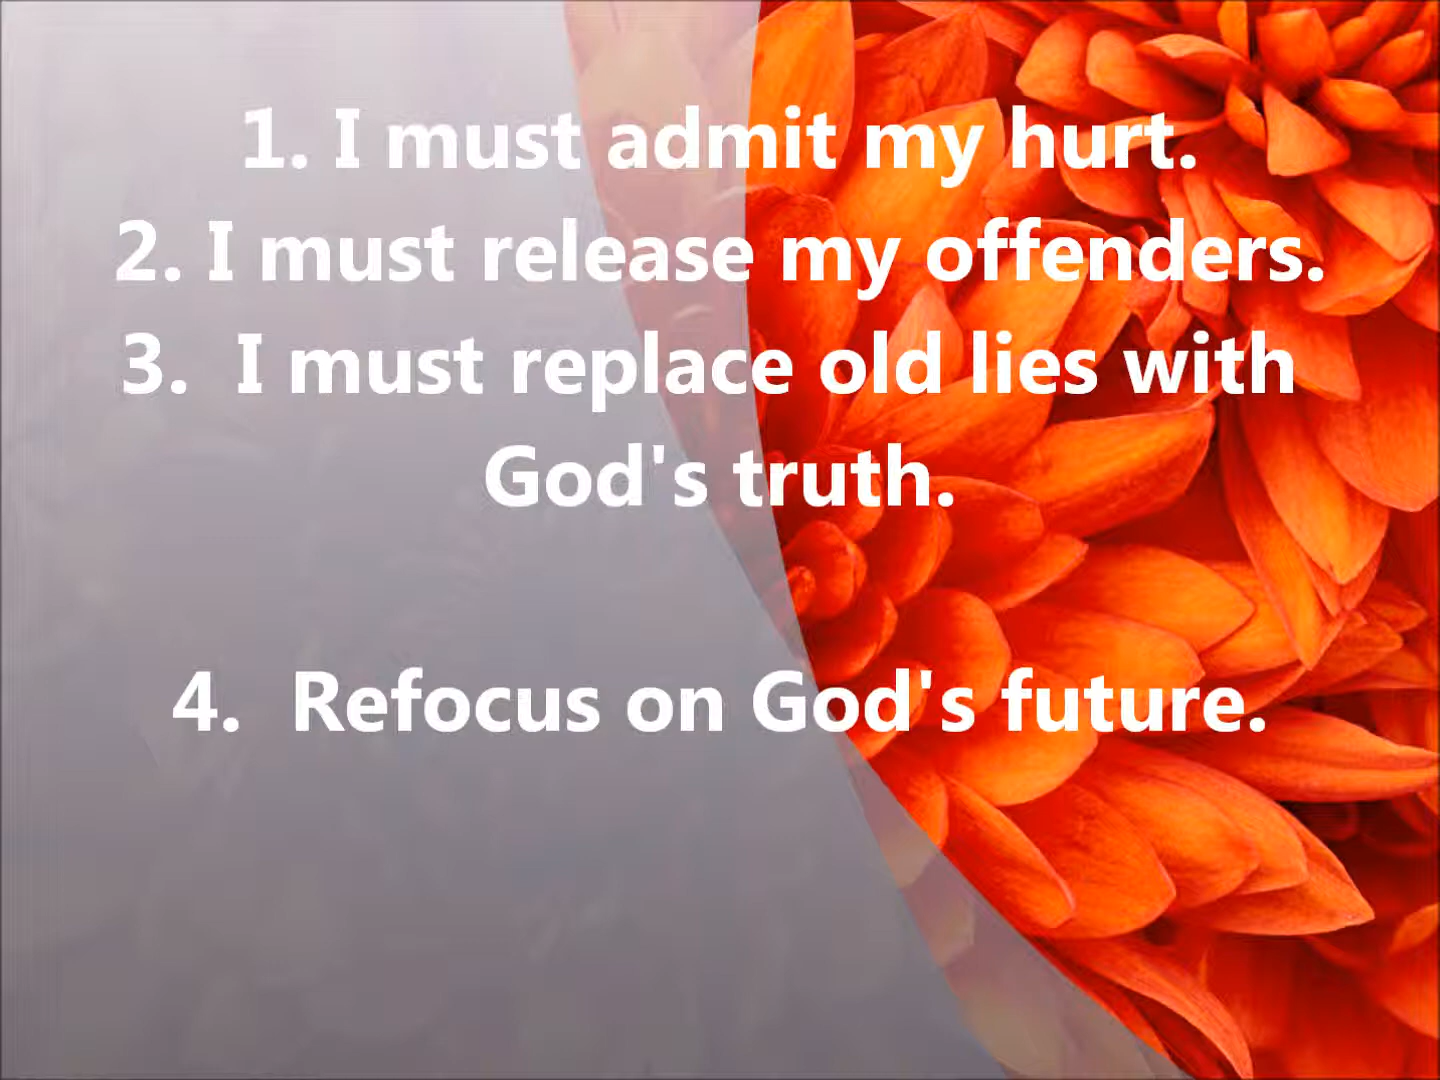 1. I must admit my hurt.
2. I must release my offenders.
3.  I must replace old lies with
God's truth.
4.  Refocus on God's future.